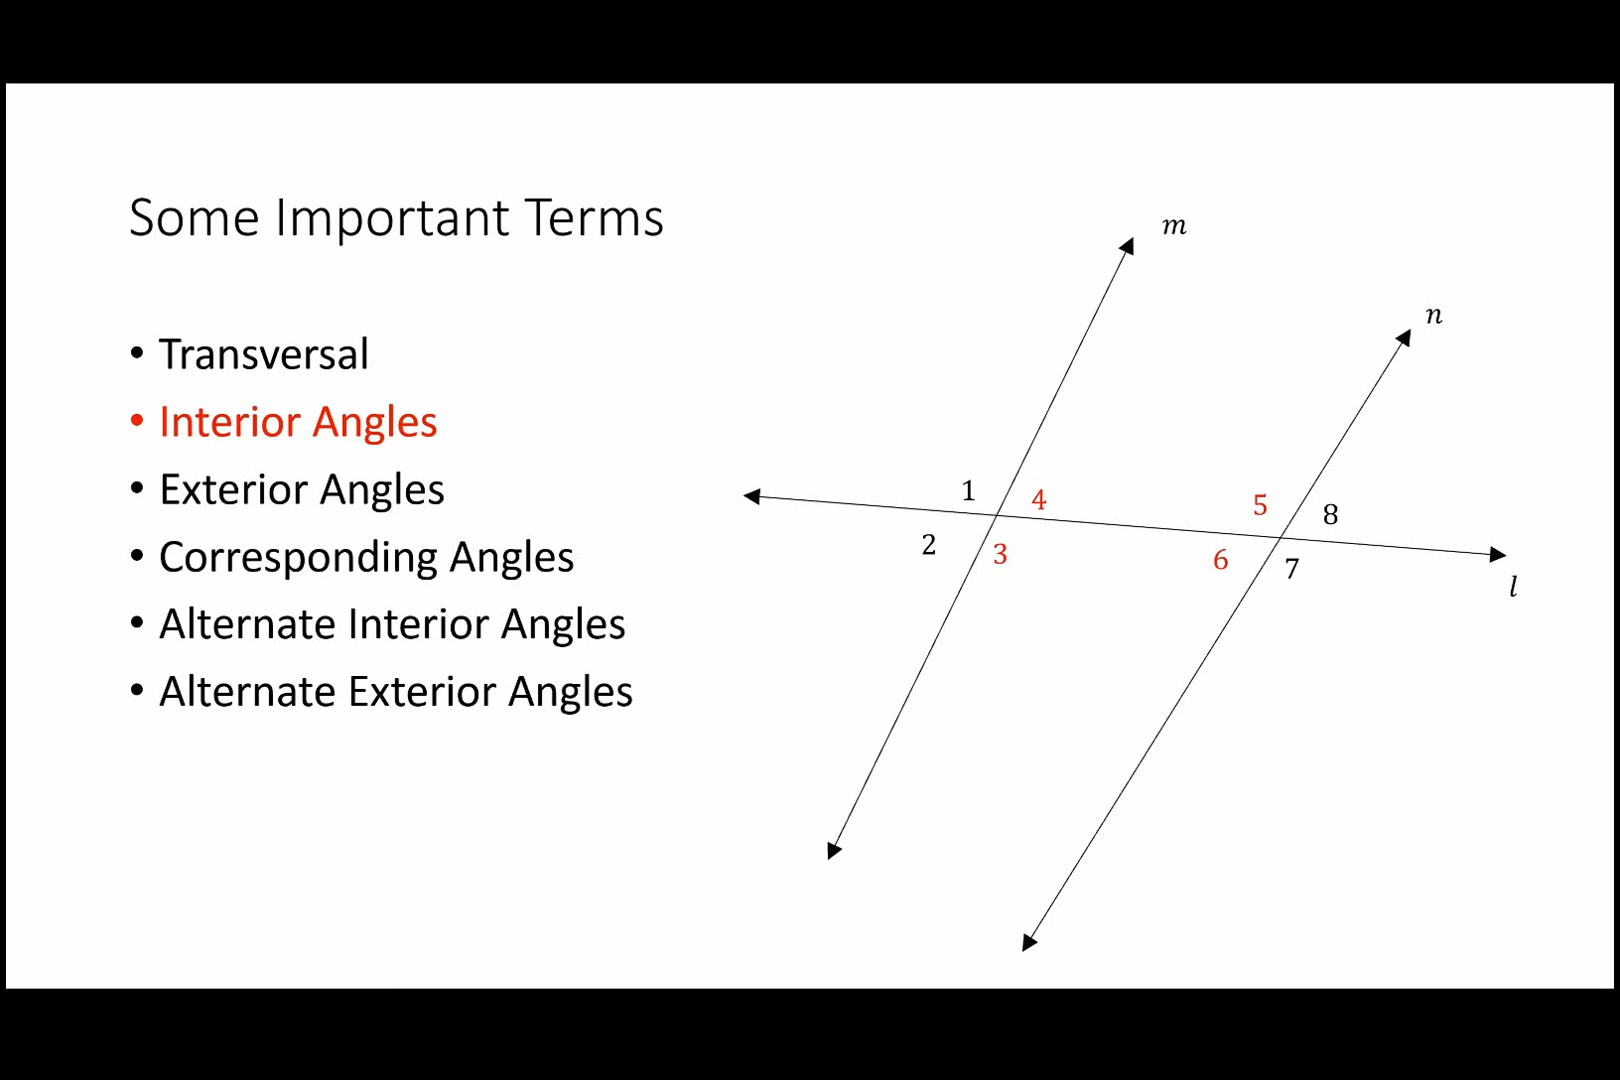 Some Important Terms
• Transversal
• Interior Angles
• Exterior Angles
• Corresponding Angles
• Alternate Interior Angles
• Alternate Exterior Angles
m
n
1 4 5 8
2 3 6 7
l